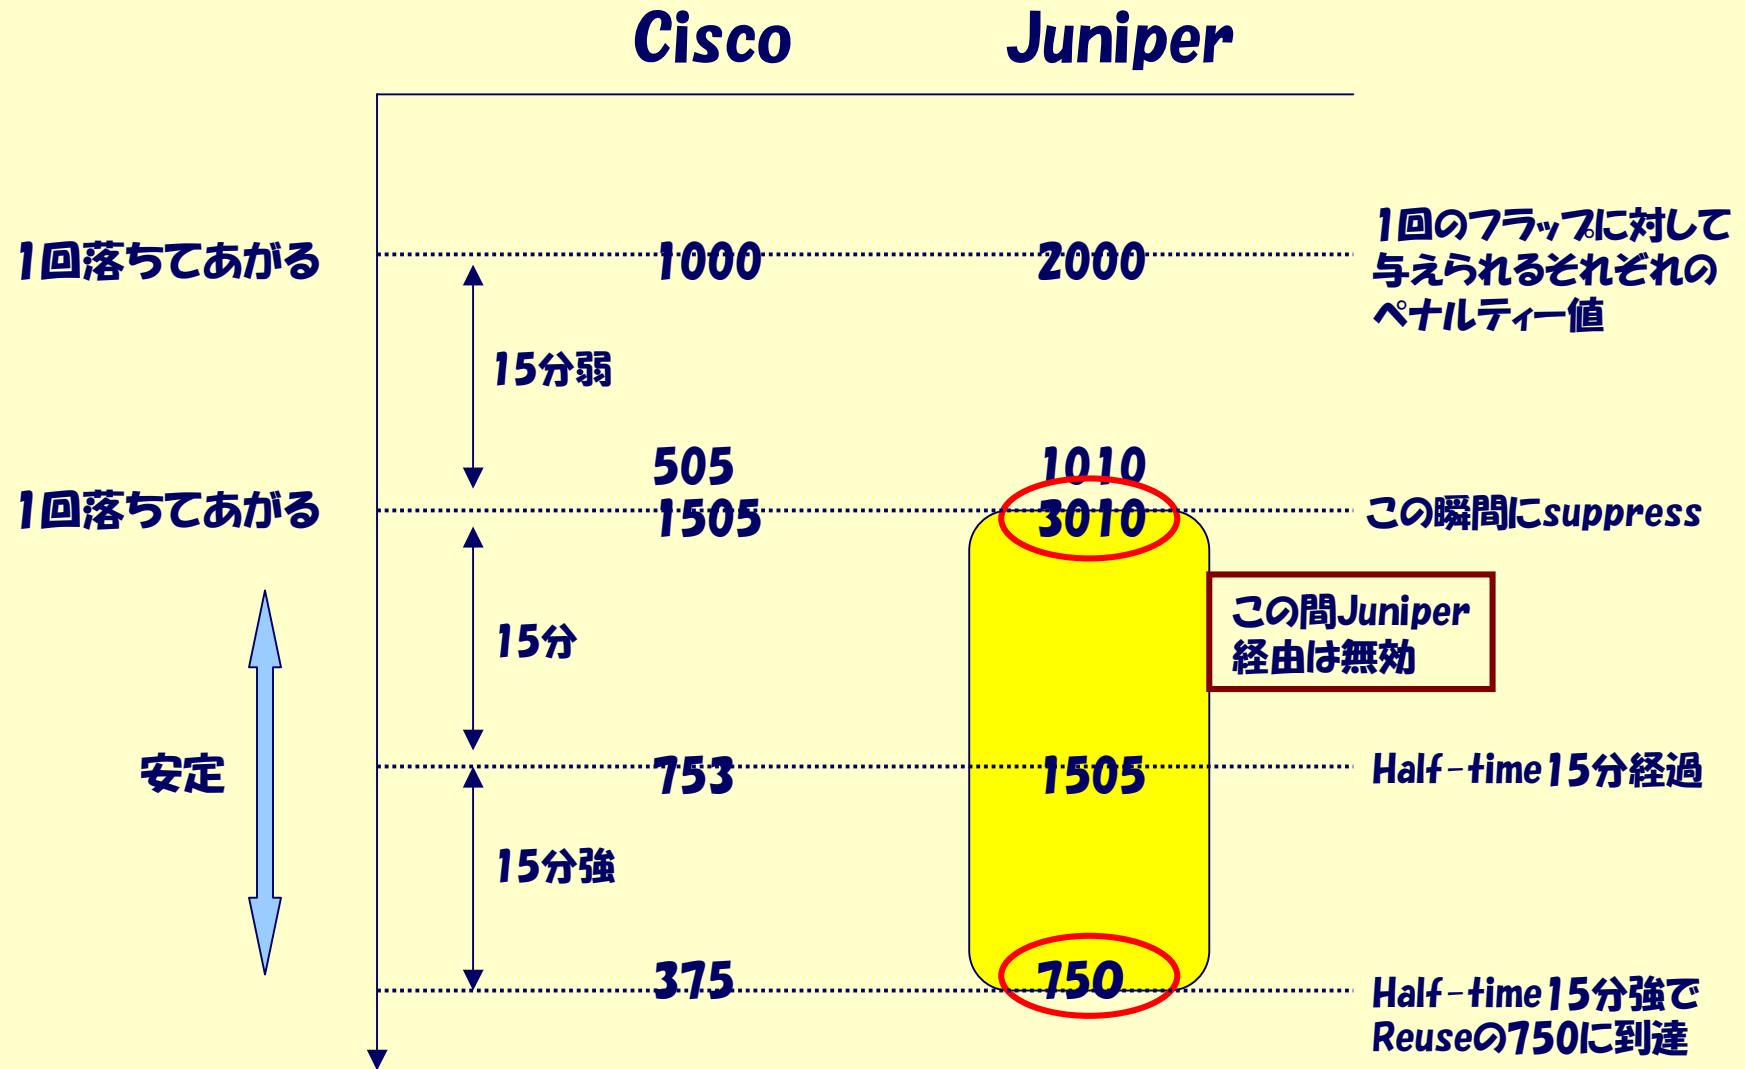 Cisco Juniper
1回落ちてあがる 1000 2000
1回のフラップに対して
与えられるそれぞれの
ペナルティー値
15分弱
505 1010
1回落ちてあがる 1505 3010 この瞬間にsuppress
この間Juniper
経由は無効
15分
安定 753 1505 Half-time15分経過
15分強
375 750
Half-time15分強で
Reuseの750に到達